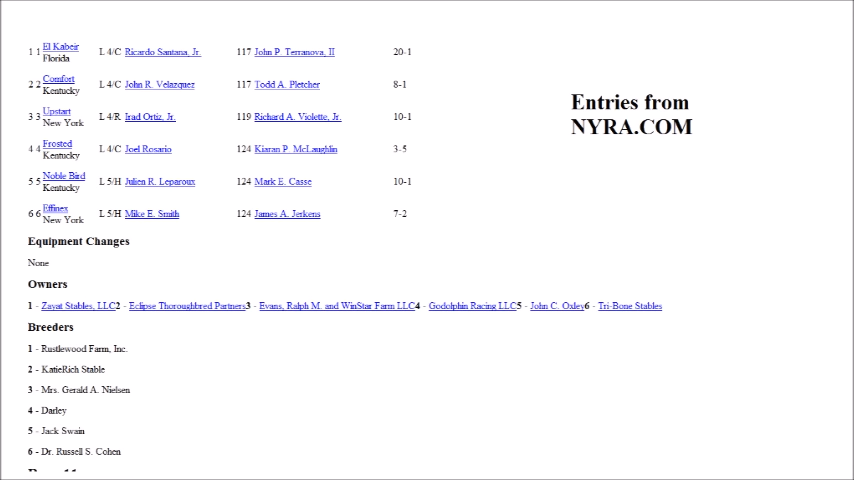 1 1 El Kabeir L 4/C Ricardo Santana, Jr. 117 John P. Terranova, II 20-1
Florida
2 2 Comfort L 4/C John R. Velazquez 117 Todd A. Pletcher 8-1
Kentucky
Entries from
NYRA.COM
3 3 Upstart L 4/R Irad Ortiz, Jr. 119 Richard A. Violette, Jr. 10-1
New York
4 4 Frosted L 4/C Joel Rosario 124 Kiaran P. McLaughlin 3-5
Kentucky
5 5 Noble Bird L 5/H Julien R. Leparoux 124 Mark E. Casse 10-1
Kentucky
6 6 Effinex L 5/H Mike E. Smith 124 James A. Jerkens 7-2
New York
Equipment Changes
None
Owners
1 - Zayat Stables, LLC2 - Eclipse Thoroughbred Partners3 - Evans, Ralph M. and WinStar Farm LLC4 - Godolphin Racing LLC5 - John C. Oxley6 - Tri-Bone Stables
Breeders
1 - Rustlewood Farm, Inc.
2 - KatieRich Stable
3 - Mrs. Gerald A. Nielsen
4 - Darley
5 - Jack Swain
6 - Dr. Russell S. Cohen